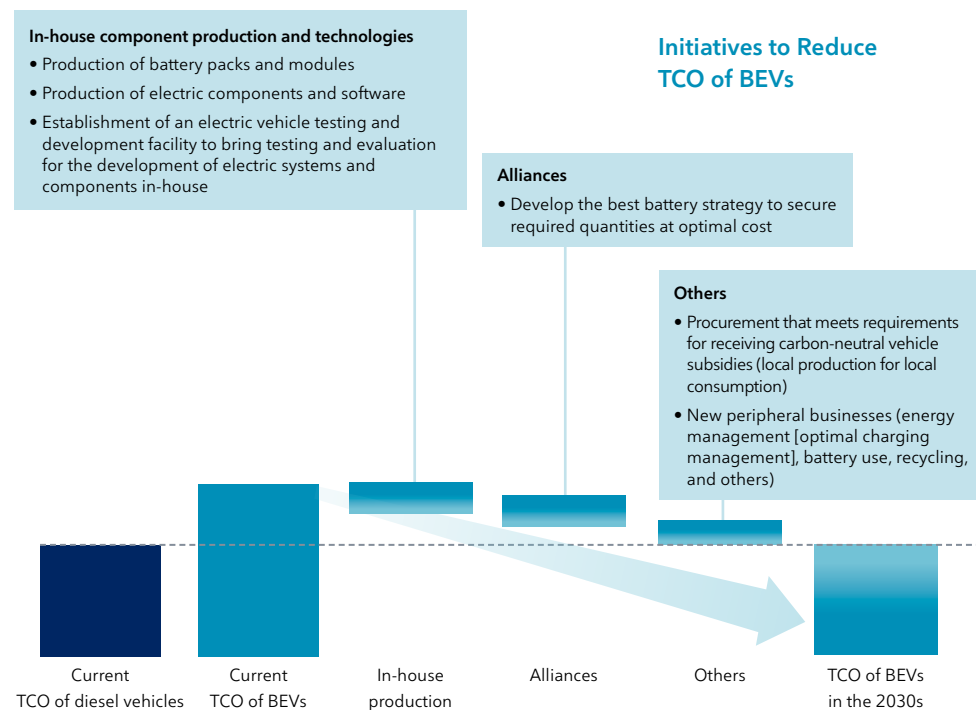 Initiatives to Reduce
TCO of BEVs
In-house component production and technologies
• Production of battery packs and modules
• Production of electric components and software
• Establishment of an electric vehicle testing and
development facility to bring testing and evaluation
for the development of electric systems and
components in-house
Alliances
• Develop the best battery strategy to secure
required quantities at optimal cost
Others
• Procurement that meets requirements
for receiving carbon-neutral vehicle
subsidies (local production for local
consumption)
• New peripheral businesses (energy
management [optimal charging
management], battery use, recycling,
and others)
Current
TCO of diesel vehicles
Current
TCO of BEVs
In-house
production
Alliances
Others
TCO of BEVs
in the 2030s